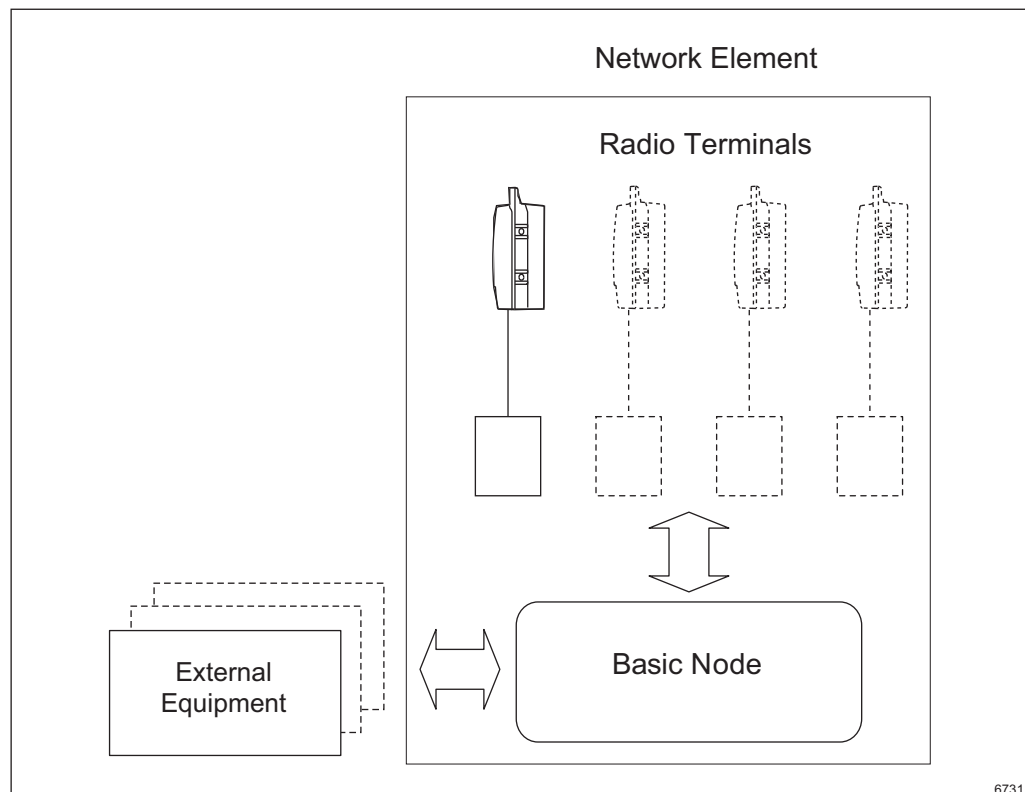 Network Element
Radio Terminals
External
Equipment
Basic Node
6731